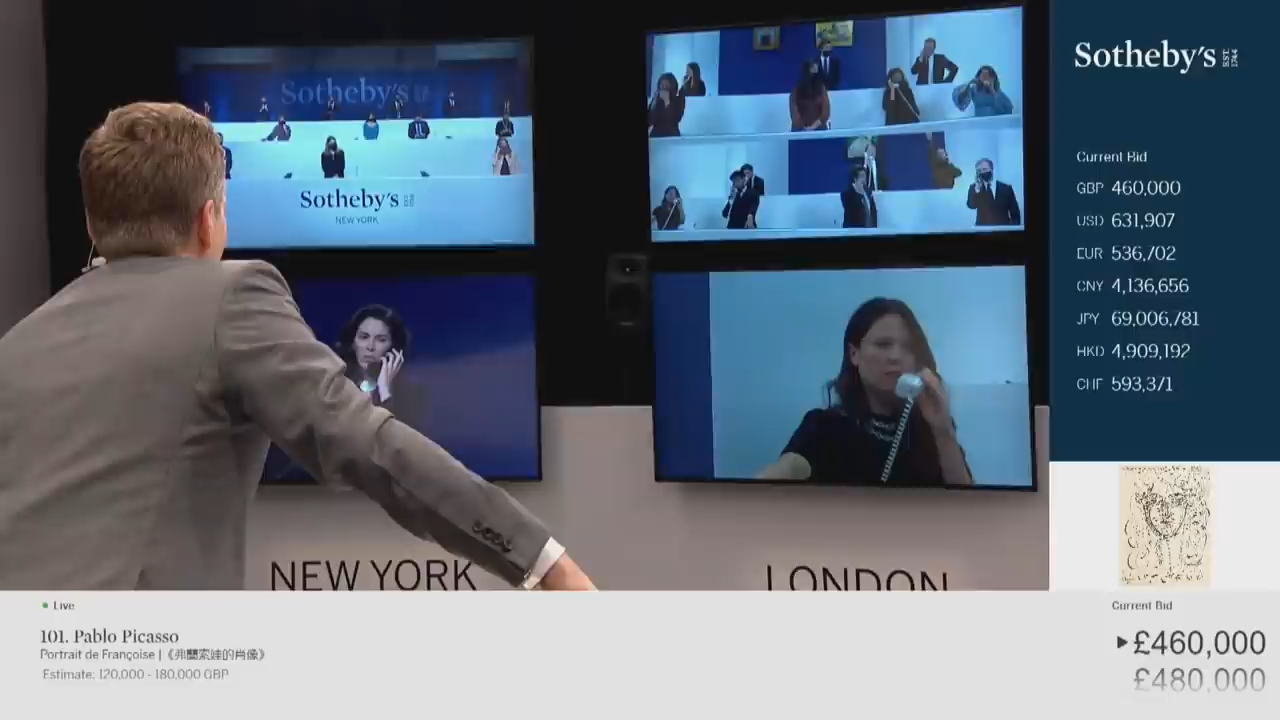 Sotheby's
Sotheby's EST. 1744
Sotheby's
NEW YORK
Current Bid
GBP 460,000
USD 631,907
EUR 536,702
CNY 4,136,656
JPY 69,006,781
HKD 4,909,192
CHF 593,371
NEW YORK
LONDON
Live
101. Pablo Picasso
Portrait de Françoise |《弗蘭索娃的肖像》
Estimate: 120,000 - 180,000 GBP
Current Bid
£460,000
£480,000